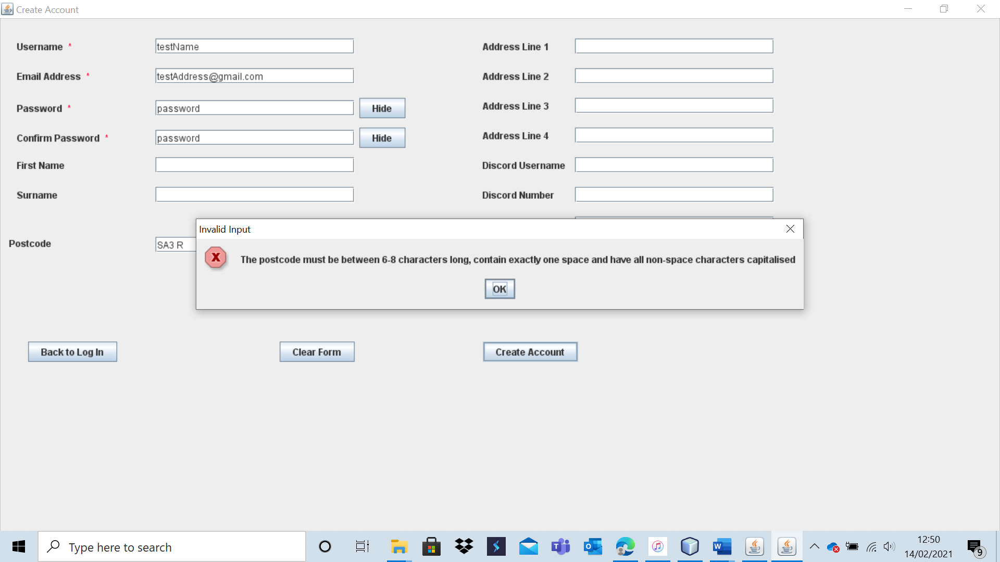 Create Account
Username *
testName
Address Line 1
Email Address *
testAddress@gmail.com
Address Line 2
Password *
password
Hide
Address Line 3
Confirm Password *
password
Hide
Address Line 4
First Name
Discord Username
Surname
Discord Number
Invalid Input
Postcode
SA3 R
X
The postcode must be between 6-8 characters long, contain exactly one space and have all non-space characters capitalised
OK
Back to Log In
Clear Form
Create Account
Type here to search
12:50
14/02/2021
9